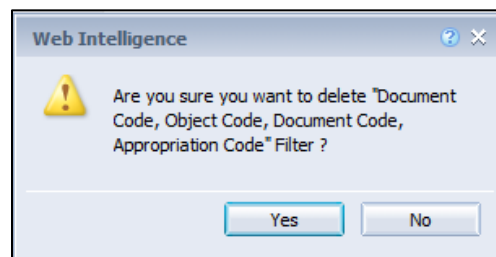 Web Intelligence
Are you sure you want to delete "Document
Code, Object Code, Document Code,
Appropriation Code" Filter ?
Yes No